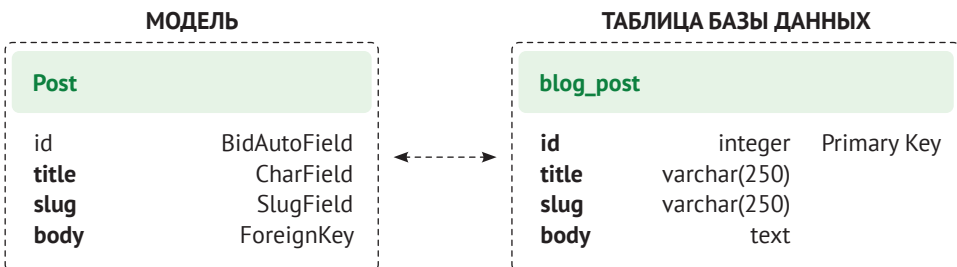 МОДЕЛЬ
Post
id BidAutoField
title CharField
slug SlugField
body ForeignKey
ТАБЛИЦА БАЗЫ ДАННЫХ
blog_post
id integer Primary Key
title varchar(250)
slug varchar(250)
body text